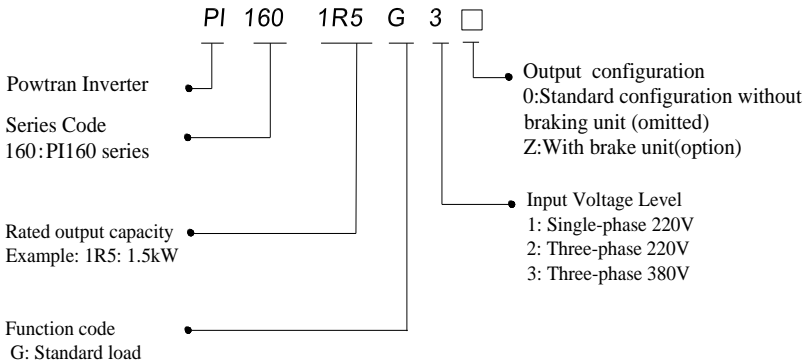 PI 160 1R5 G 3 □
Powtran Inverter
Series Code
160:PI160 series
Rated output capacity
Example: 1R5: 1.5kW
Function code
G: Standard load
Output configuration
0:Standard configuration without
braking unit (omitted)
Z:With brake unit(option)
Input Voltage Level
1: Single-phase 220V
2: Three-phase 220V
3: Three-phase 380V